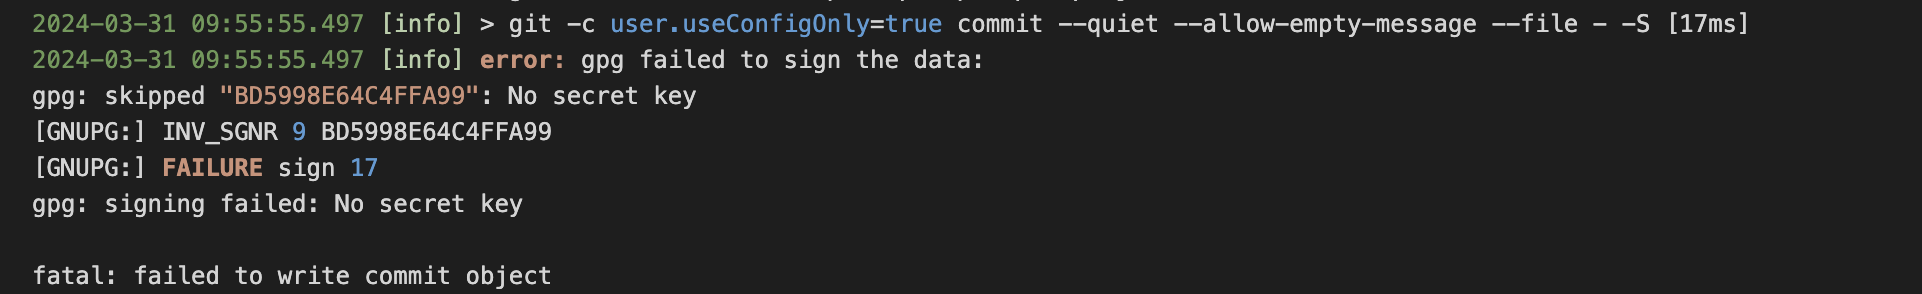 2024-03-31 09:55:55.497 [info] > git -c user.useConfigOnly=true commit --quiet --allow-empty-message --file - -S [17ms]
2024-03-31 09:55:55.497 [info] error: gpg failed to sign the data:
gpg: skipped "BD5998E64C4FFA99": No secret key
[GNUPG:] INV_SGNR 9 BD5998E64C4FFA99
[GNUPG:] FAILURE sign 17
gpg: signing failed: No secret key
fatal: failed to write commit object